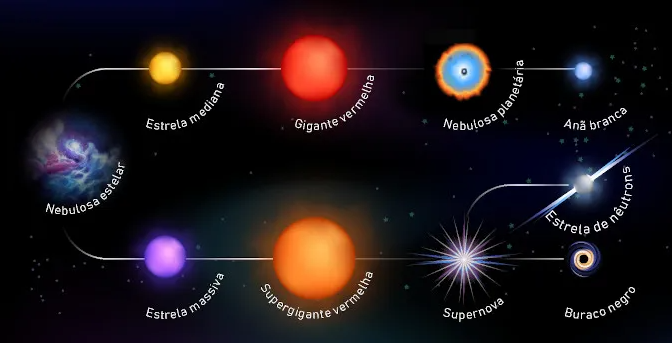 Estrela mediana
Gigante vermelha
Nebulosa planetária
Anã branca
Nebulosa estelar
Estrela de nêutrons
Estrela massiva
Supergigante vermelha
Supernova
Buraco negro